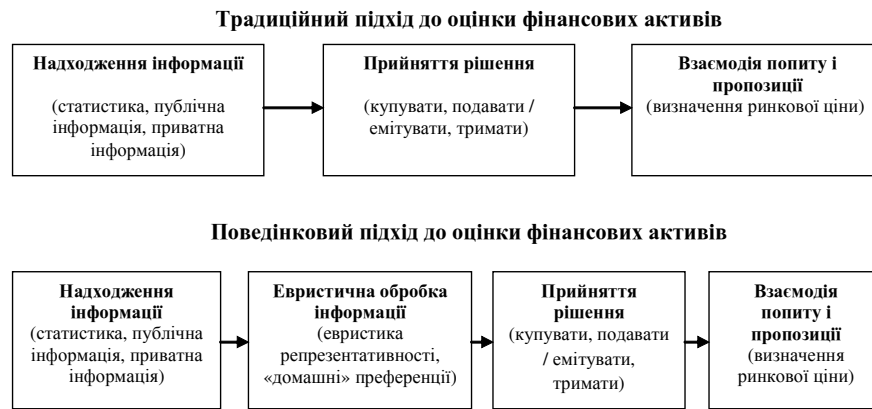 Традиційний підхід до оцінки фінансових активів
Надходження інформації
(статистика, публічна
інформація, приватна
інформація)
Прийняття рішення
(купувати, подавати /
емітувати, тримати)
Взаємодія попиту і
пропозиції
(визначення ринкової ціни)
Поведінковий підхід до оцінки фінансових активів
Надходження
інформації
(статистика, публічна
інформація, приватна
інформація)
Евристична обробка
інформації
(евристика
репрезентативності,
«домашні» преференції)
Прийняття
рішення
(купувати, подавати
/ емітувати,
тримати)
Взаємодія
попиту і
пропозиції
(визначення
ринкової ціни)